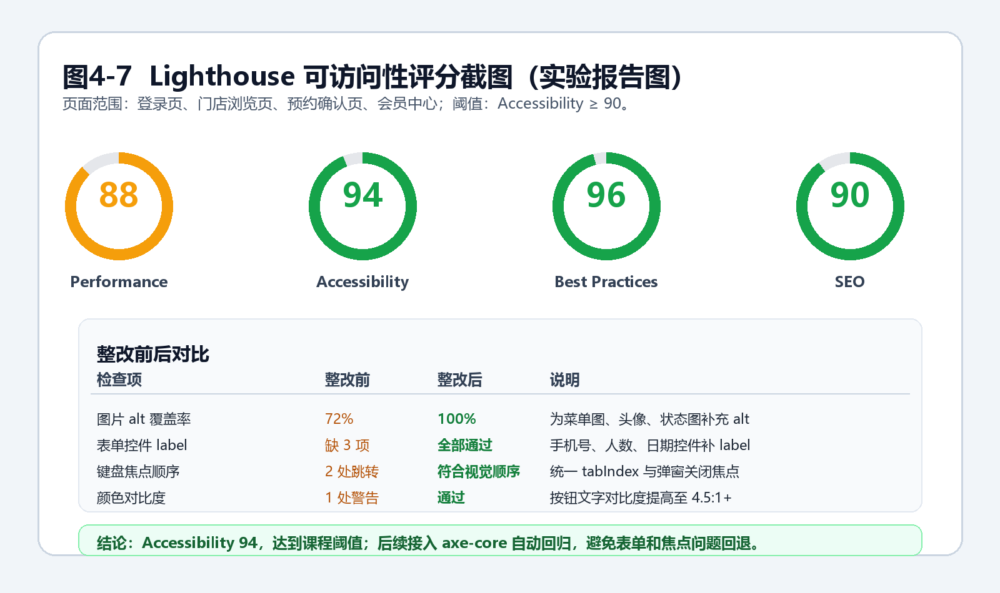 图4-7 Lighthouse 可访问性评分截图（实验报告图）
页面范围：登录页、门店浏览页、预约确认页、会员中心；阈值：Accessibility ≥ 90。
88 94 96 90
Performance Accessibility Best Practices SEO
整改前后对比
检查项 整改前 整改后 说明
图片 alt 覆盖率 72% 100% 为菜单图、头像、状态图补充 alt
表单控件 label 缺 3 项 全部通过 手机号、人数、日期控件补 label
键盘焦点顺序 2 处跳转 符合视觉顺序 统一 tabIndex 与弹窗关闭焦点
颜色对比度 1 处警告 通过 按钮文字对比度提高至 4.5:1+
结论：Accessibility 94，达到课程阈值；后续接入 axe-core 自动回归，避免表单和焦点问题回退。